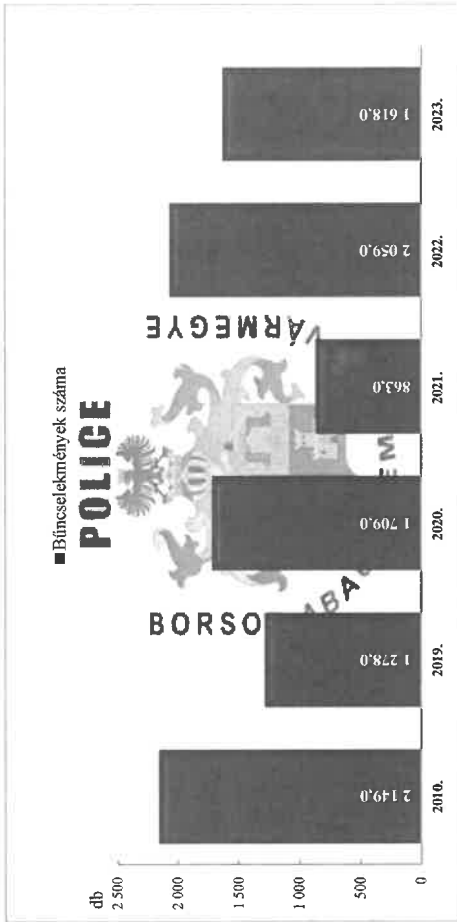 ■Bűncselekmények száma
POLICE
BORSO ABA EM VÁRMEGYE
db
2 500
2 000
1 500
1 000
500
0
2 149,0
1 278,0
1 709,0
863,0
2 059,0
1 618,0
2010. 2019. 2020. 2021. 2022. 2023.